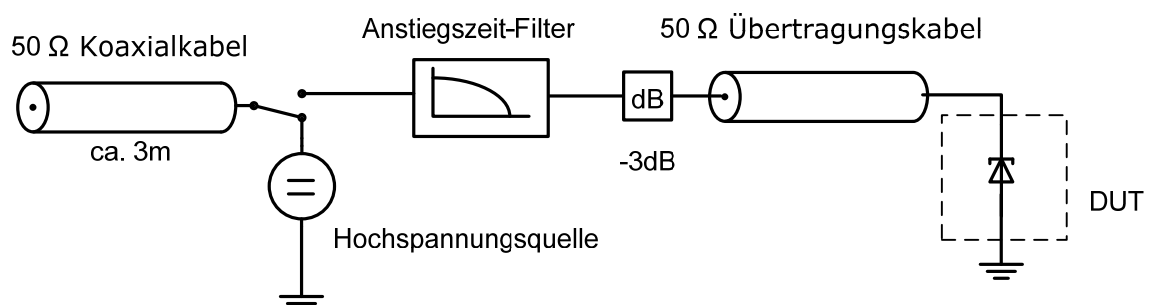 Anstiegszeit-Filter
50 Ω Übertragungskabel
50 Ω Koaxialkabel
dB
ca. 3m
-3dB
DUT
Hochspannungsquelle